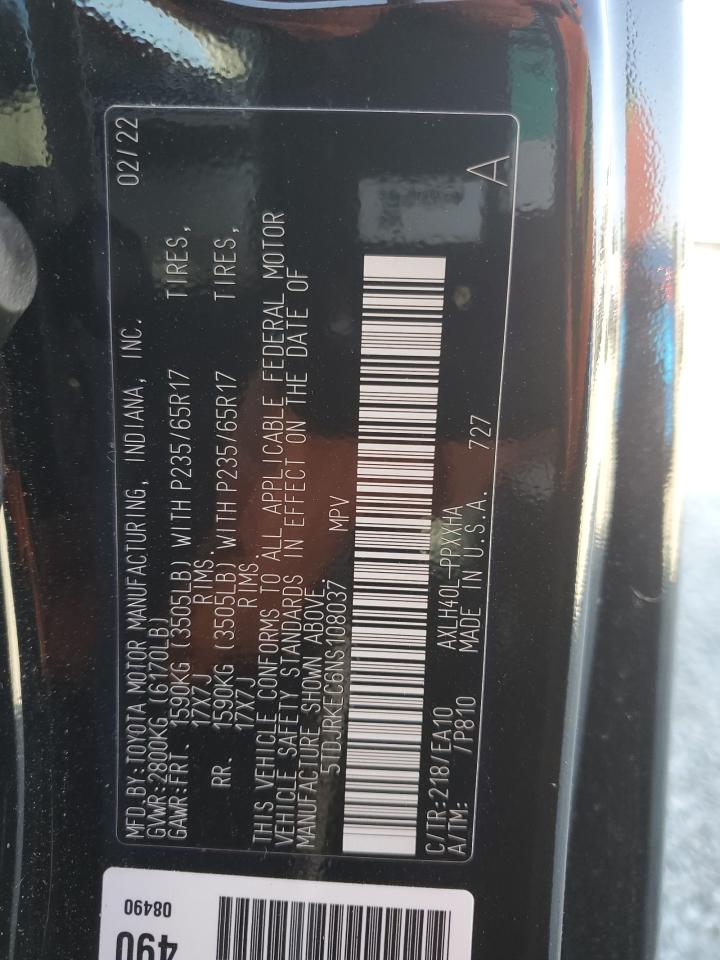 MFD.BY:TOYOTA MOTOR MANUFACTURING, INDIANA, INC. 02/22
GVWR:2800KG (6170LB)
GAWR:FRT. 1590KG (3505LB) WITH P235/65R17 TIRES,
17X7J RIMS
RR. 1590KG (3505LB) WITH P235/65R17 TIRES,
17X7J RIMS
THIS VEHICLE CONFORMS TO ALL APPLICABLE FEDERAL MOTOR
VEHICLE SAFETY STANDARDS IN EFFECT ON THE DATE OF
MANUFACTURE SHOWN ABOVE.
5TDJRKEC6NS108037 MPV
C/TR:218/EA10 AXLH40L-PPXXHA
A/TM: /P810 MADE IN U.S.A. 727 A
08490
490